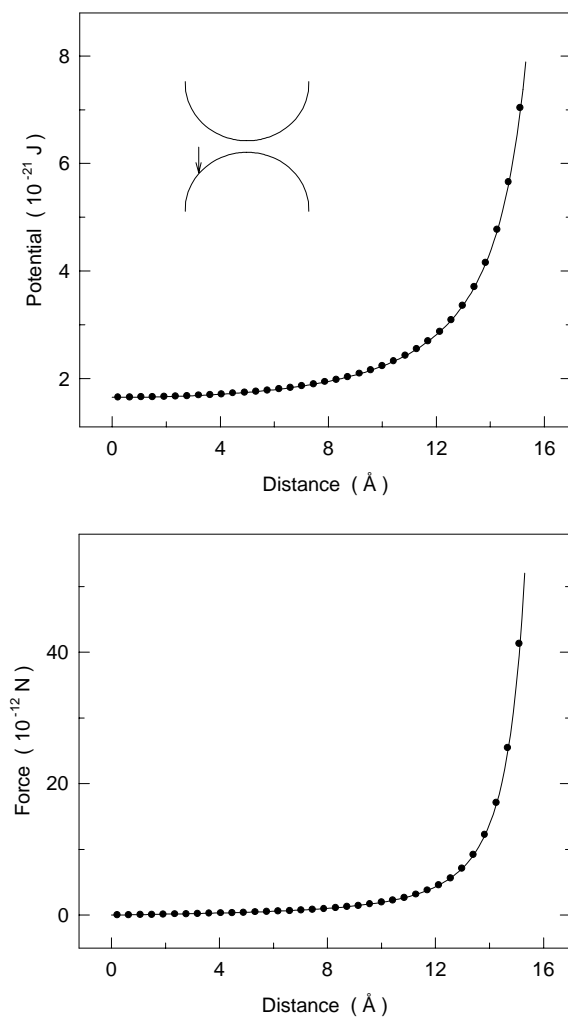 8
6
4
2
Potential ( 10-21 J )
0 4 8 12 16
Distance ( Å )
40
20
0
Force ( 10-12 N )
0 4 8 12 16
Distance ( Å )